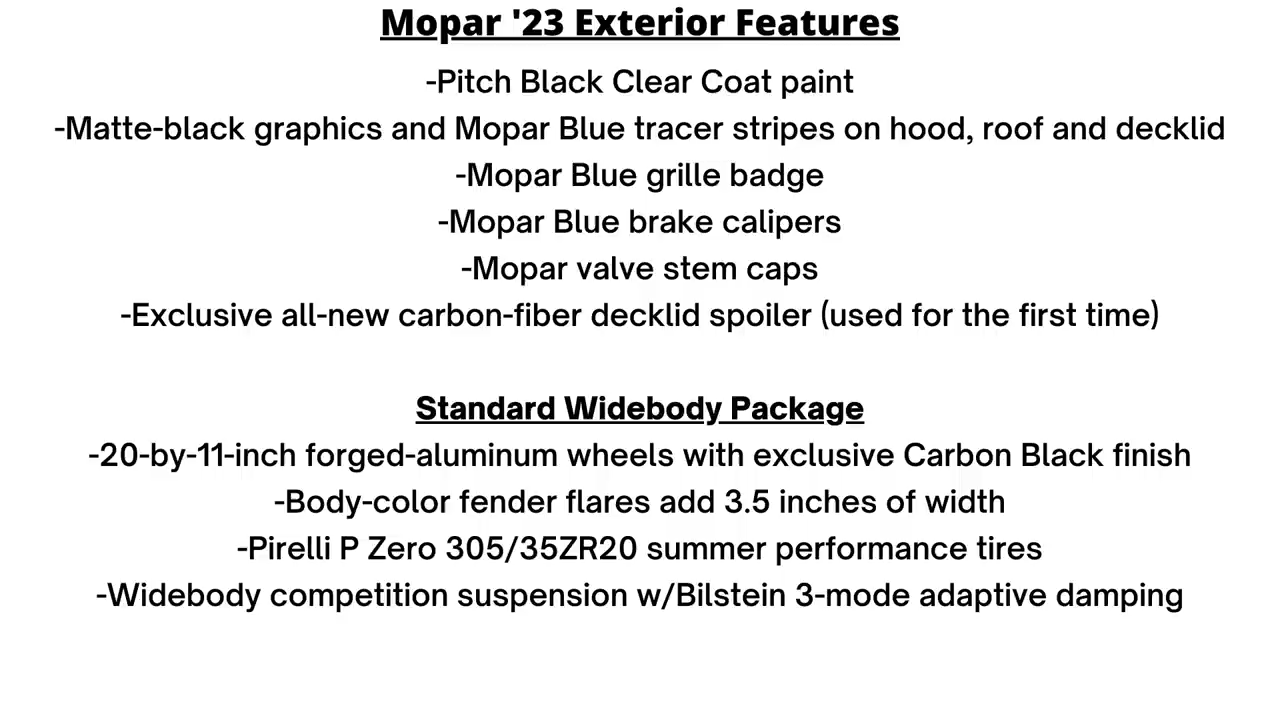 Mopar '23 Exterior Features
-Pitch Black Clear Coat paint
-Matte-black graphics and Mopar Blue tracer stripes on hood, roof and decklid
-Mopar Blue grille badge
-Mopar Blue brake calipers
-Mopar valve stem caps
-Exclusive all-new carbon-fiber decklid spoiler (used for the first time)
Standard Widebody Package
-20-by-11-inch forged-aluminum wheels with exclusive Carbon Black finish
-Body-color fender flares add 3.5 inches of width
-Pirelli P Zero 305/35ZR20 summer performance tires
-Widebody competition suspension w/Bilstein 3-mode adaptive damping